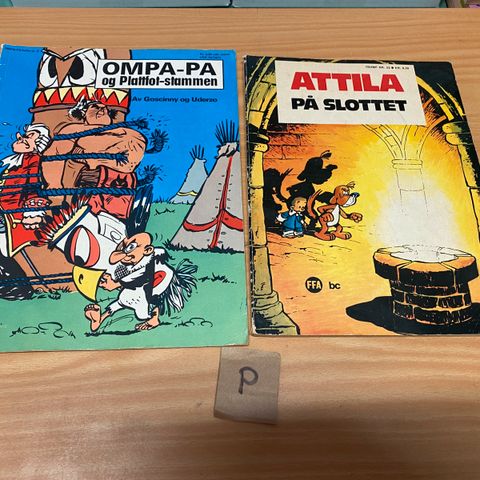 OMPA-PA
og Plattfot-stammen
Av Goscinny og Uderzo
ATTILA
PÅ SLOTTET
FFA bc
P